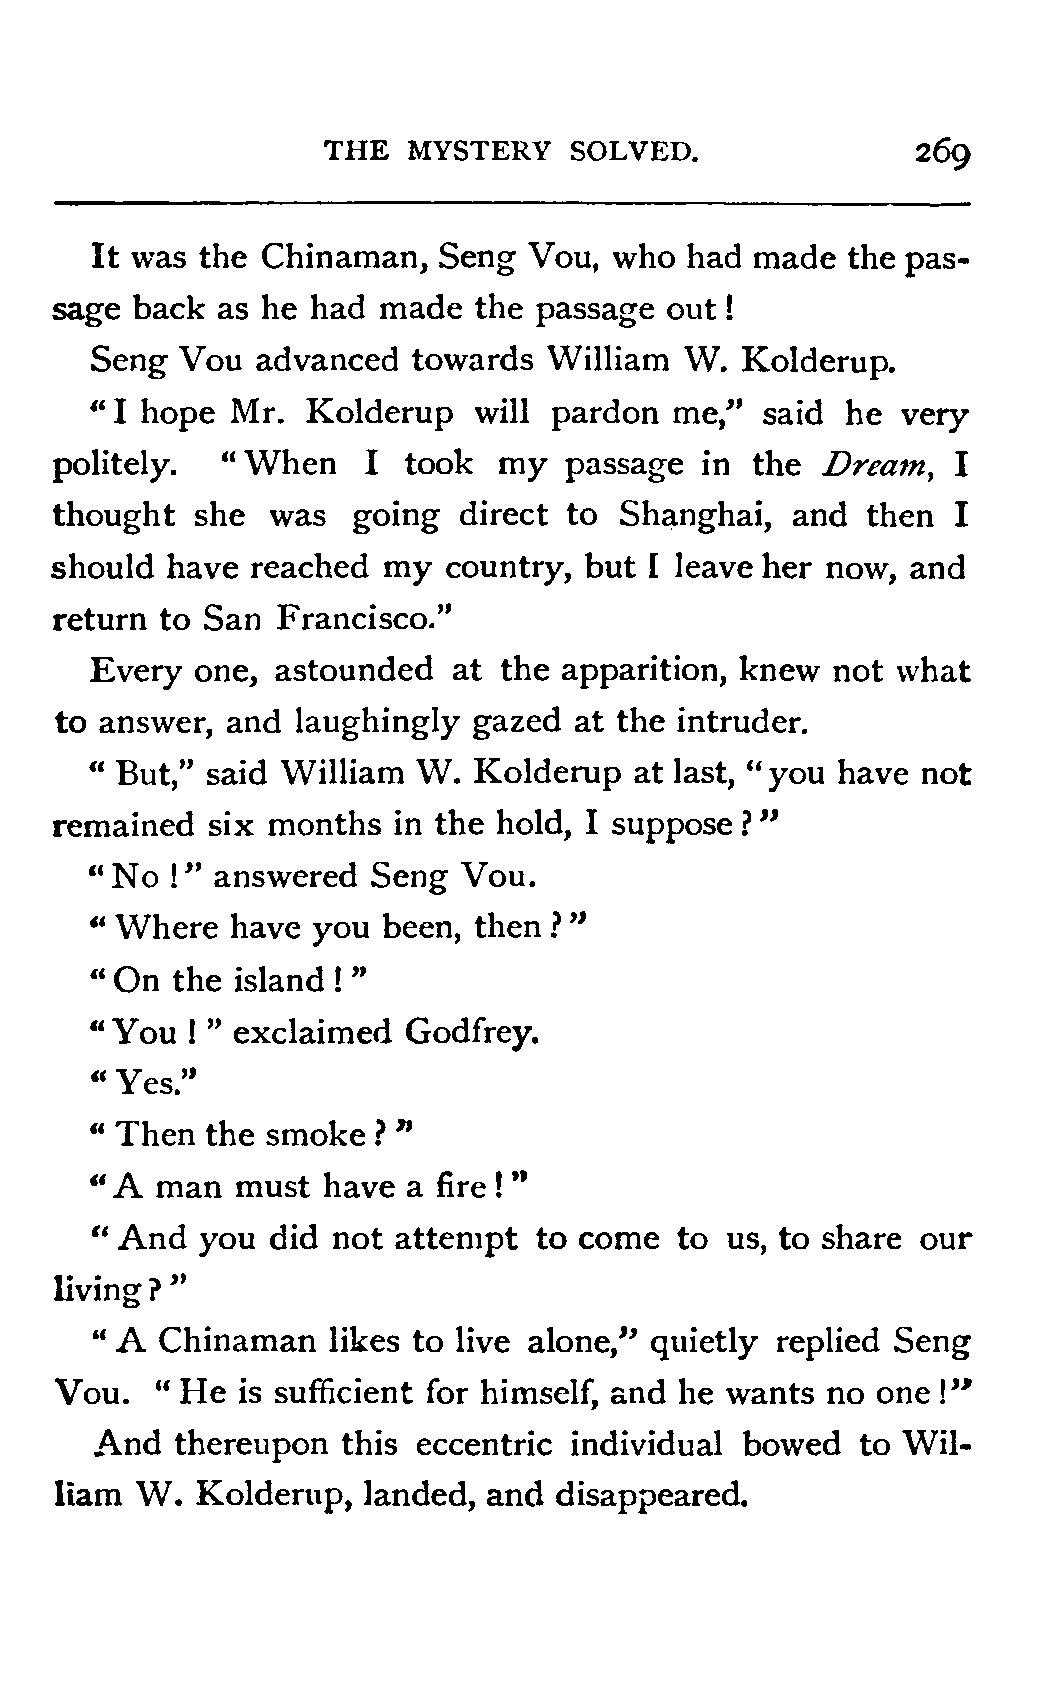 THE MYSTERY SOLVED. 269
It was the Chinaman, Seng Vou, who had made the pas-
sage back as he had made the passage out !
Seng Vou advanced towards William W. Kolderup.
“ I hope Mr. Kolderup will pardon me,” said he very
politely. “ When I took my passage in the Dream, I
thought she was going direct to Shanghai, and then I
should have reached my country, but I leave her now, and
return to San Francisco.”
Every one, astounded at the apparition, knew not what
to answer, and laughingly gazed at the intruder.
“ But,” said William W. Kolderup at last, “ you have not
remained six months in the hold, I suppose ? ”
“ No ! ” answered Seng Vou.
“ Where have you been, then ? ”
“ On the island ! ”
“ You ! ” exclaimed Godfrey.
“ Yes.”
“ Then the smoke ? ”
“ A man must have a fire ! ”
“ And you did not attempt to come to us, to share our
living ? ”
“ A Chinaman likes to live alone,” quietly replied Seng
Vou. “ He is sufficient for himself, and he wants no one !”
And thereupon this eccentric individual bowed to Wil-
liam W. Kolderup, landed, and disappeared.